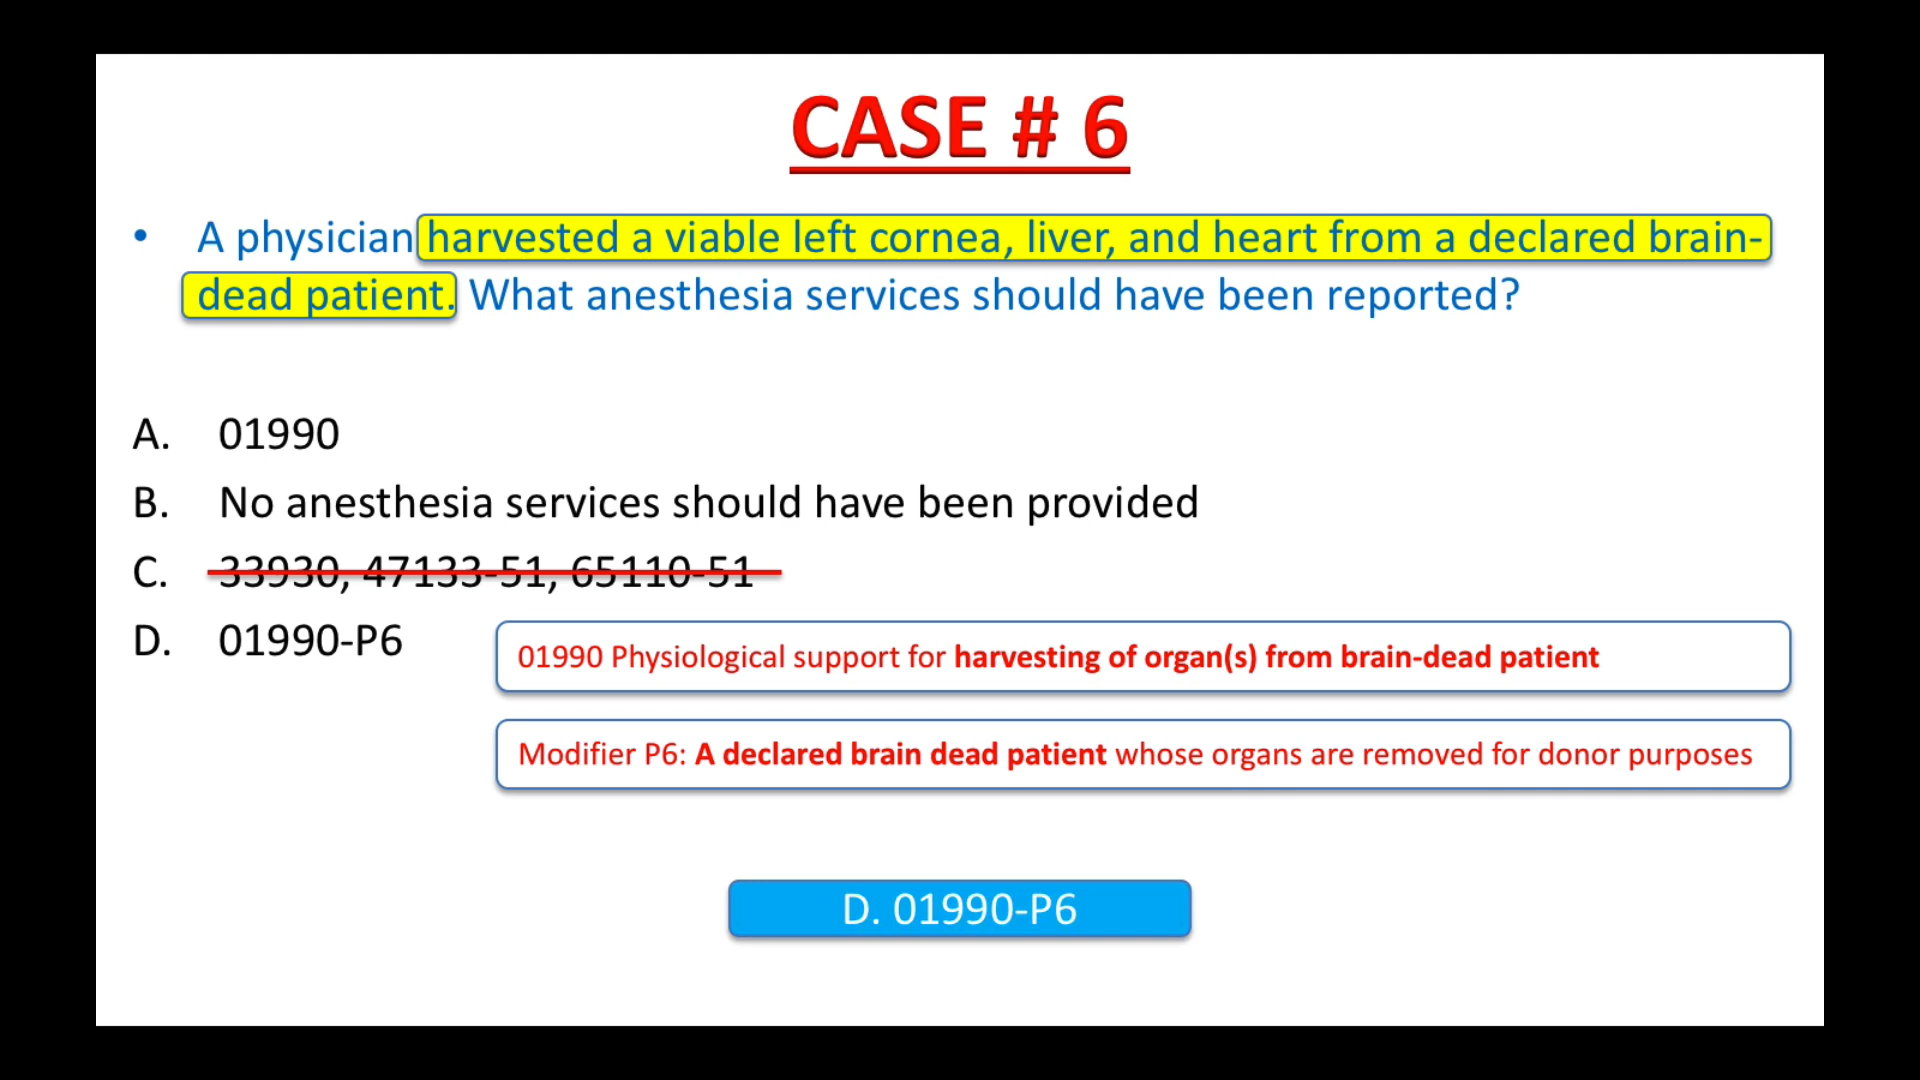 CASE # 6
• A physician harvested a viable left cornea, liver, and heart from a declared brain-
dead patient. What anesthesia services should have been reported?
A. 01990
B. No anesthesia services should have been provided
C. 33930, 47133-51, 65110-51
D. 01990-P6
01990 Physiological support for harvesting of organ(s) from brain-dead patient
Modifier P6: A declared brain dead patient whose organs are removed for donor purposes
D. 01990-P6